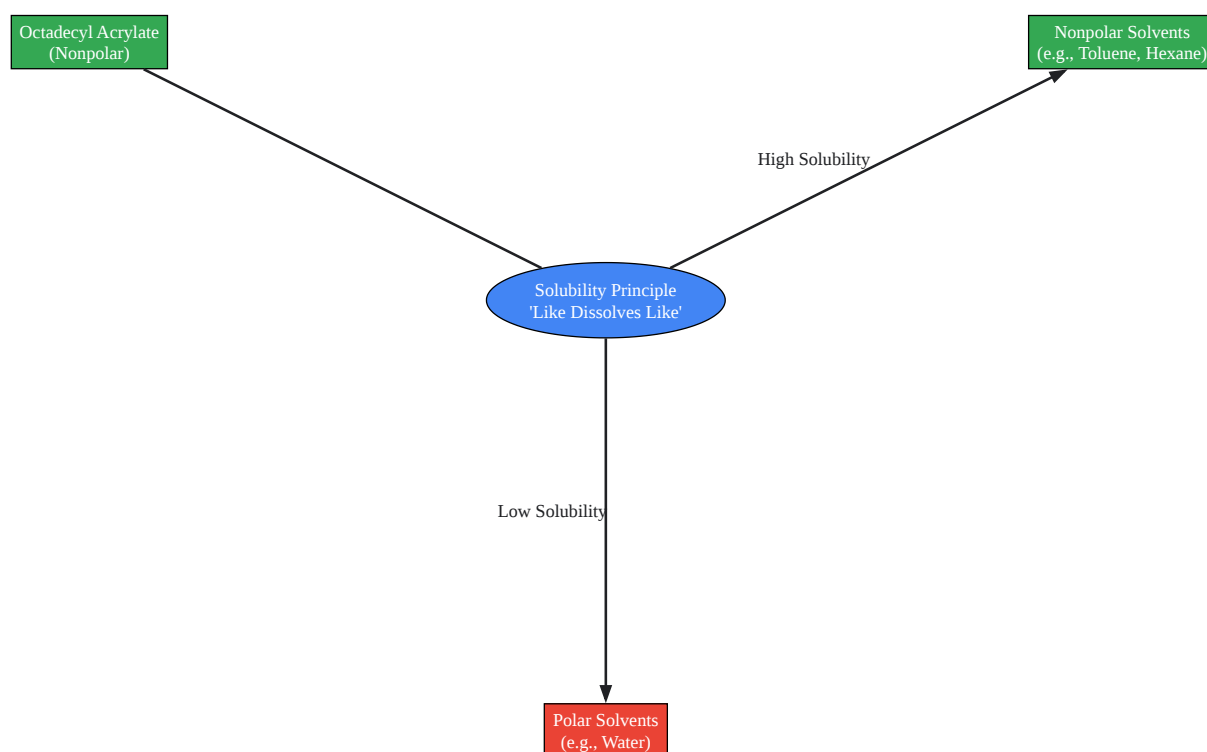 Octadecyl Acrylate
(Nonpolar)
Nonpolar Solvents
(e.g., Toluene, Hexane)
High Solubility
Solubility Principle
'Like Dissolves Like'
Low Solubility
Polar Solvents
(e.g., Water)